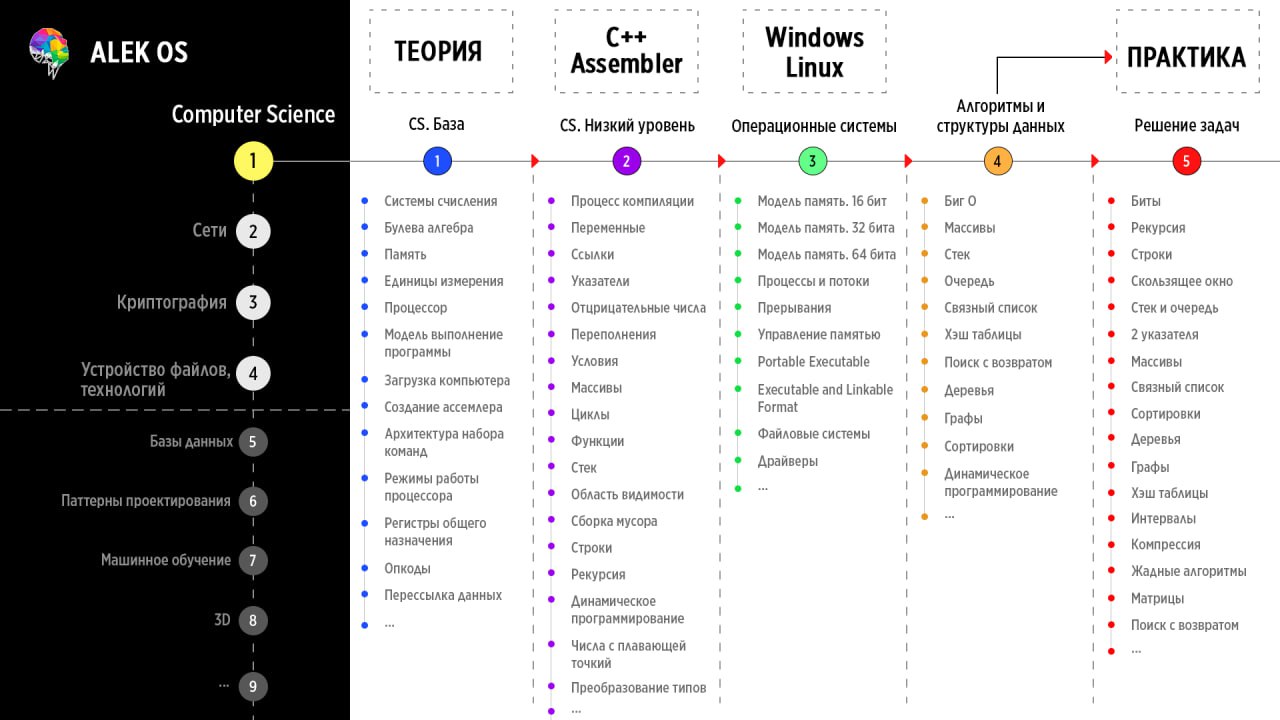 ALEK OS
Computer Science
1
Сети
2
Криптография
3
Устройство файлов,
технологий
4
Базы данных
5
Паттерны проектирования
6
Машинное обучение
7
3D
8
...
9
ТЕОРИЯ
CS. База
1
Системы счисления
Булева алгебра
Память
Единицы измерения
Процессор
Модель выполнение
программы
Загрузка компьютера
Создание ассемлера
Архитектура набора
команд
Режимы работы
процессора
Регистры общего
назначения
Опкоды
Перессылка данных
...
C++
Assembler
CS. Низкий уровень
2
Процесс компиляции
Переменные
Ссылки
Указатели
Отцрицательные числа
Переполнения
Условия
Массивы
Циклы
Функции
Стек
Область видимости
Сборка мусора
Строки
Рекурсия
Динамическое
программирование
Числа с плавающей
точкий
Преобразование типов
...
Windows
Linux
Операционные системы
3
Модель память. 16 бит
Модель память. 32 бита
Модель память. 64 бита
Процессы и потоки
Прерывания
Управление памятью
Portable Executable
Executable and Linkable
Format
Файловые системы
Драйверы
...
Алгоритмы и
структуры данных
4
Биг О
Массивы
Стек
Очередь
Связный список
Хэш таблицы
Поиск с возвратом
Деревья
Графы
Сортировки
Динамическое
программирование
...
ПРАКТИКА
Решение задач
5
Биты
Рекурсия
Строки
Скользящее окно
Стек и очередь
2 указателя
Массивы
Связный список
Сортировки
Деревья
Графы
Хэш таблицы
Интервалы
Компрессия
Жадные алгоритмы
Матрицы
Поиск с возвратом
...